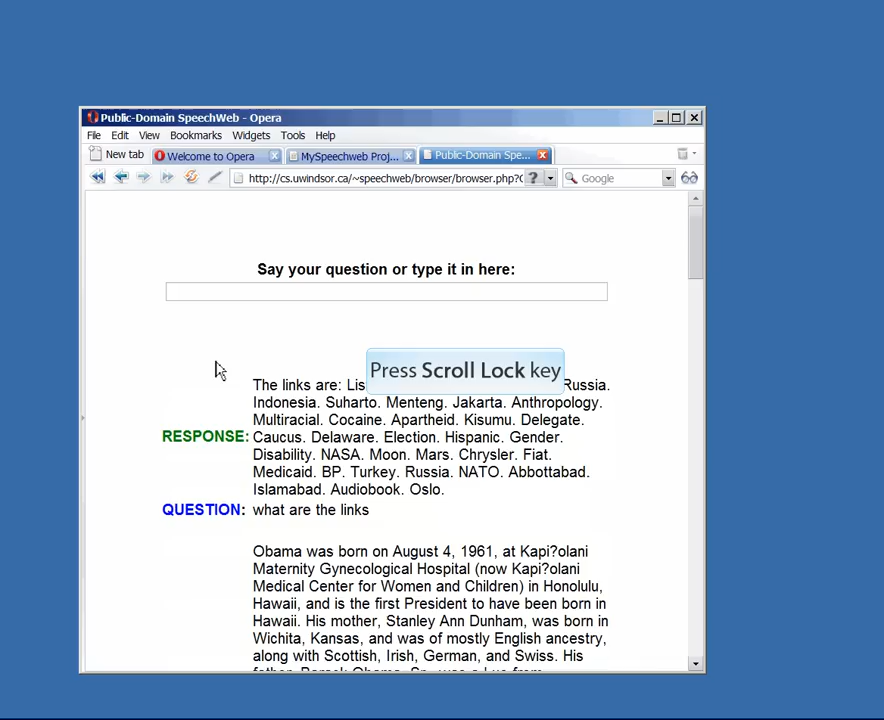 Public-Domain SpeechWeb - Opera
File Edit View Bookmarks Widgets Tools Help
New tab Welcome to Opera MySpeechweb Proj... Public-Domain Spe...
http://cs.uwindsor.ca/~speechweb/browser/browser.php?C ? Google
Say your question or type it in here:
Press Scroll Lock key
The links are: Lis Russia.
Indonesia. Suharto. Menteng. Jakarta. Anthropology.
Multiracial. Cocaine. Apartheid. Kisumu. Delegate.
RESPONSE: Caucus. Delaware. Election. Hispanic. Gender.
Disability. NASA. Moon. Mars. Chrysler. Fiat.
Medicaid. BP. Turkey. Russia. NATO. Abbottabad.
Islamabad. Audiobook. Oslo.
QUESTION: what are the links
Obama was born on August 4, 1961, at Kapi?olani
Maternity Gynecological Hospital (now Kapi?olani
Medical Center for Women and Children) in Honolulu,
Hawaii, and is the first President to have been born in
Hawaii. His mother, Stanley Ann Dunham, was born in
Wichita, Kansas, and was of mostly English ancestry,
along with Scottish, Irish, German, and Swiss. His